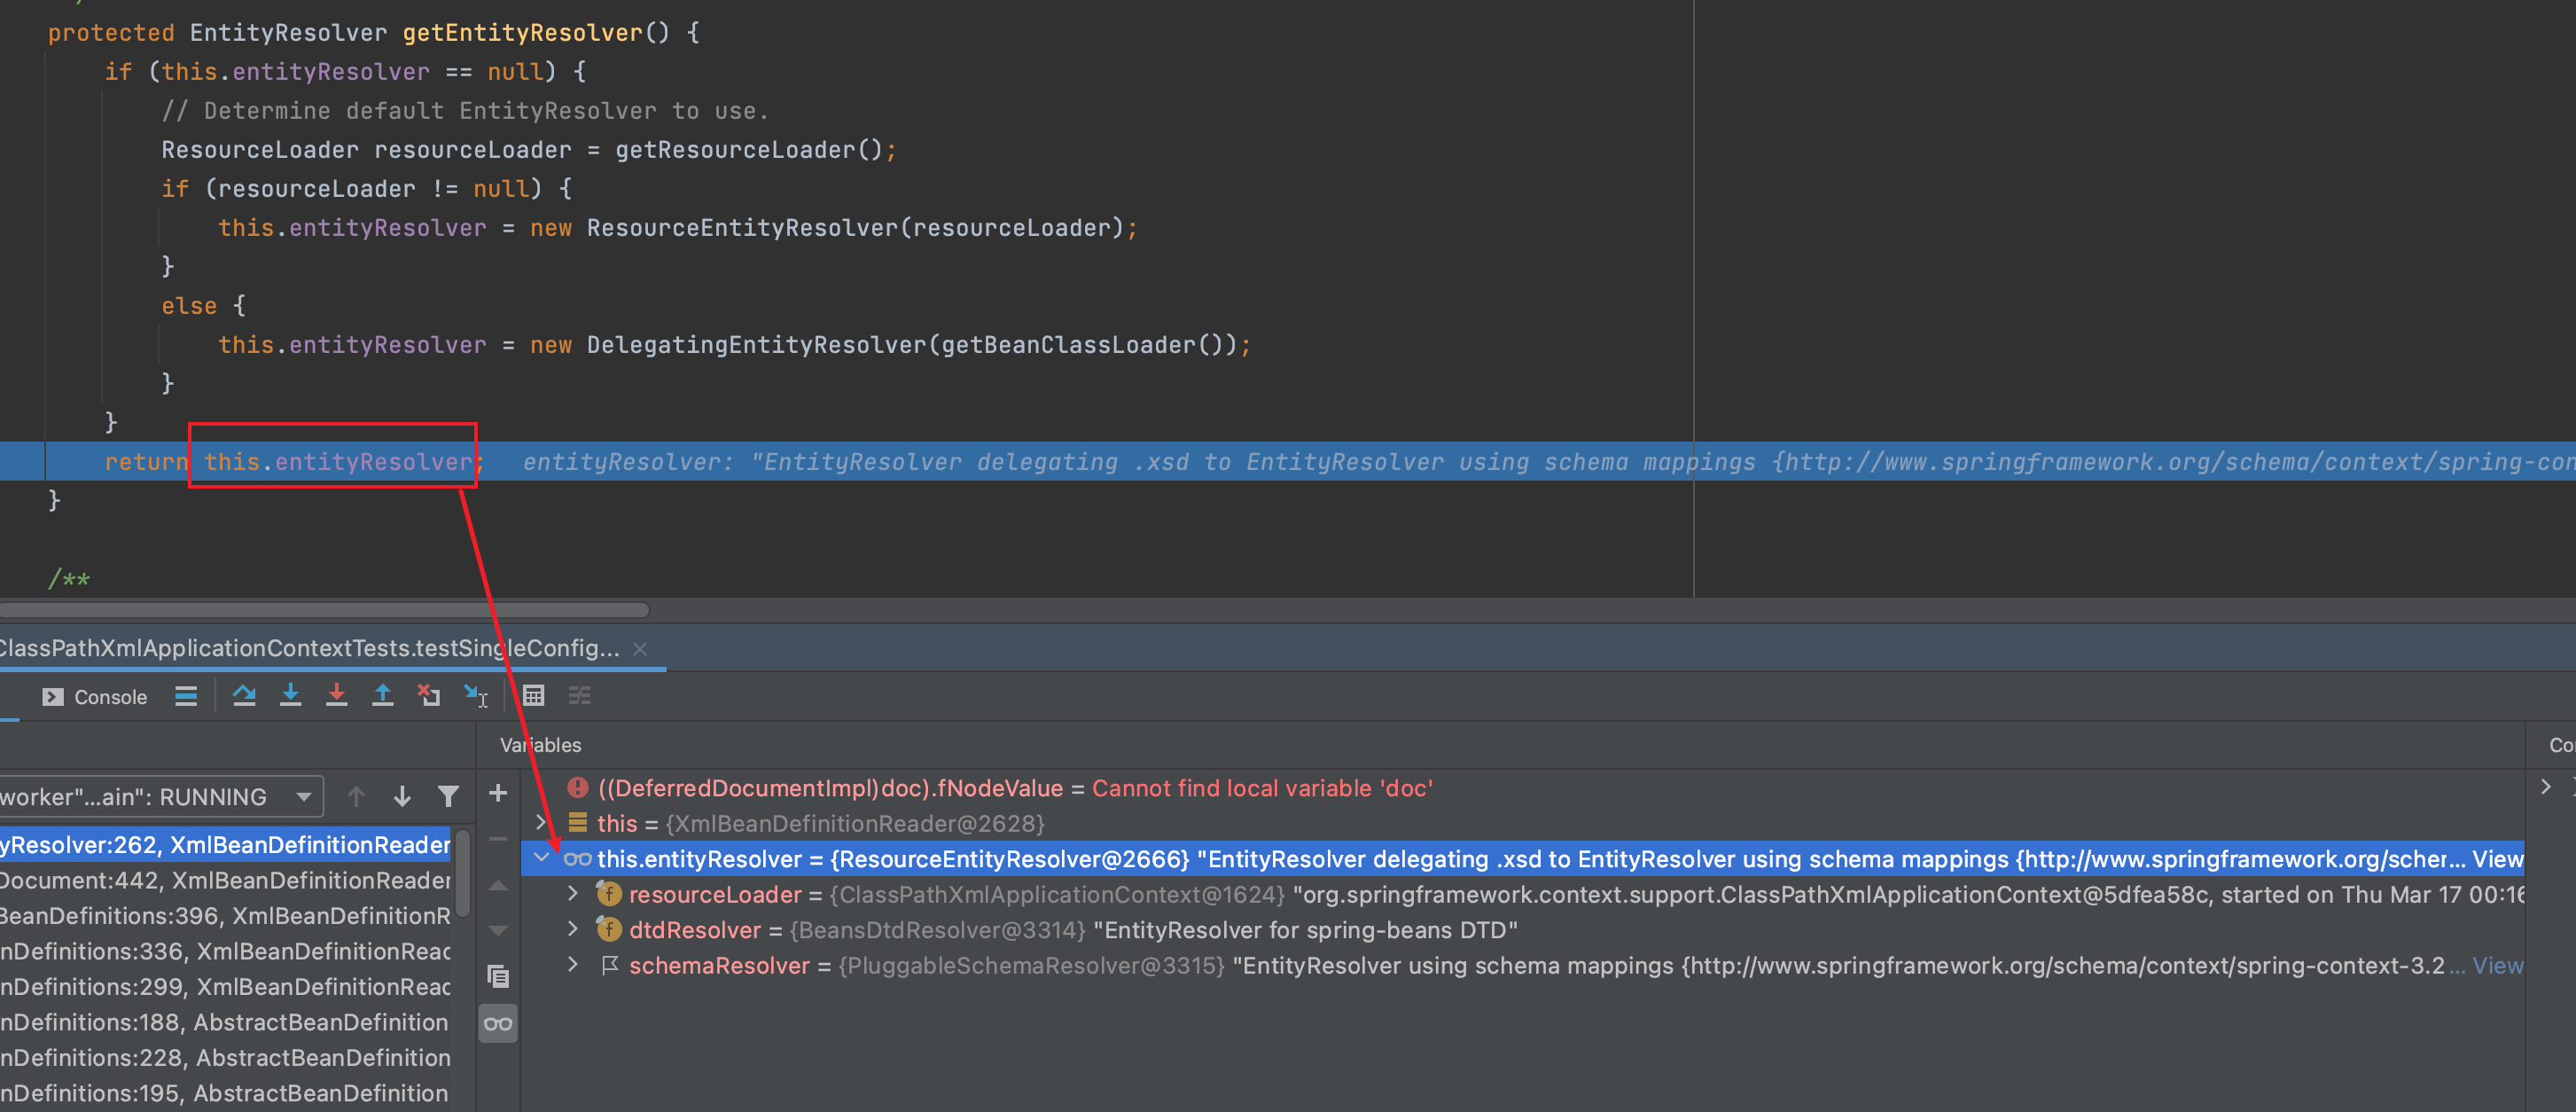 protected EntityResolver getEntityResolver() {
if (this.entityResolver == null) {
// Determine default EntityResolver to use.
ResourceLoader resourceLoader = getResourceLoader();
if (resourceLoader != null) {
this.entityResolver = new ResourceEntityResolver(resourceLoader);
}
else {
this.entityResolver = new DelegatingEntityResolver(getBeanClassLoader());
}
}
return this.entityResolver; entityResolver: "EntityResolver delegating .xsd to EntityResolver using schema mappings {http://www.springframework.org/schema/context/spring-con
}
/**
ClassPathXmlApplicationContextTests.testSingleConfig...
Console
Variables
Co
worker"...ain": RUNNING
((DeferredDocumentImpl)doc).fNodeValue = Cannot find local variable 'doc'
this = {XmlBeanDefinitionReader@2628}
yResolver:262, XmlBeanDefinitionReader
this.entityResolver = {ResourceEntityResolver@2666} "EntityResolver delegating .xsd to EntityResolver using schema mappings {http://www.springframework.org/scher... View
Document:442, XmlBeanDefinitionReader
resourceLoader = {ClassPathXmlApplicationContext@1624} "org.springframework.context.support.ClassPathXmlApplicationContext@5dfea58c, started on Thu Mar 17 00:16
BeanDefinitions:396, XmlBeanDefinitionR
dtdResolver = {BeansDtdResolver@3314} "EntityResolver for spring-beans DTD"
nDefinitions:336, XmlBeanDefinitionRead
schemaResolver = {PluggableSchemaResolver@3315} "EntityResolver using schema mappings {http://www.springframework.org/schema/context/spring-context-3.2... View
nDefinitions:299, XmlBeanDefinitionReac
nDefinitions:188, AbstractBeanDefinition
nDefinitions:228, AbstractBeanDefinition
nDefinitions:195, AbstractBeanDefinition